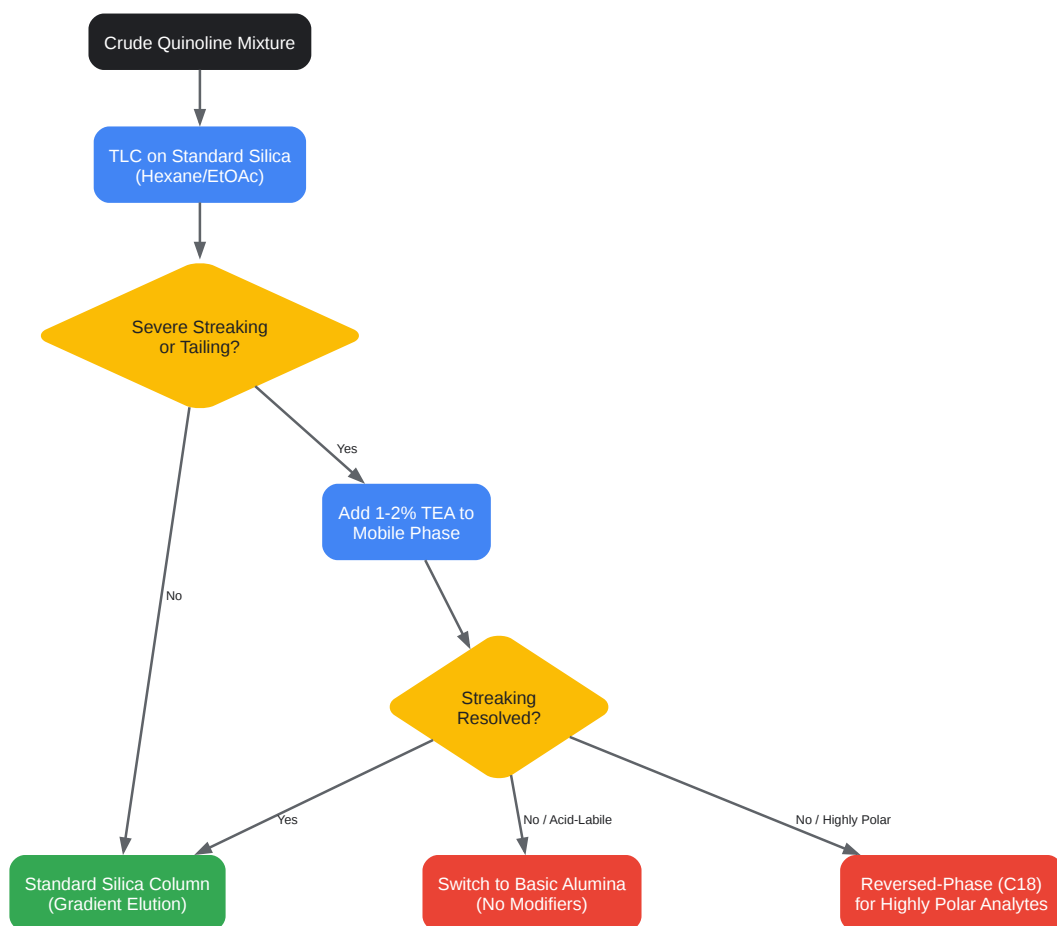 Crude Quinoline Mixture
TLC on Standard Silica
(Hexane/EtOAc)
Severe Streaking
or Tailing?
Yes
Add 1-2% TEA to
Mobile Phase
No
Streaking
Resolved?
Yes
No / Acid-Labile
No / Highly Polar
Standard Silica Column
(Gradient Elution)
Switch to Basic Alumina
(No Modifiers)
Reversed-Phase (C18)
for Highly Polar Analytes